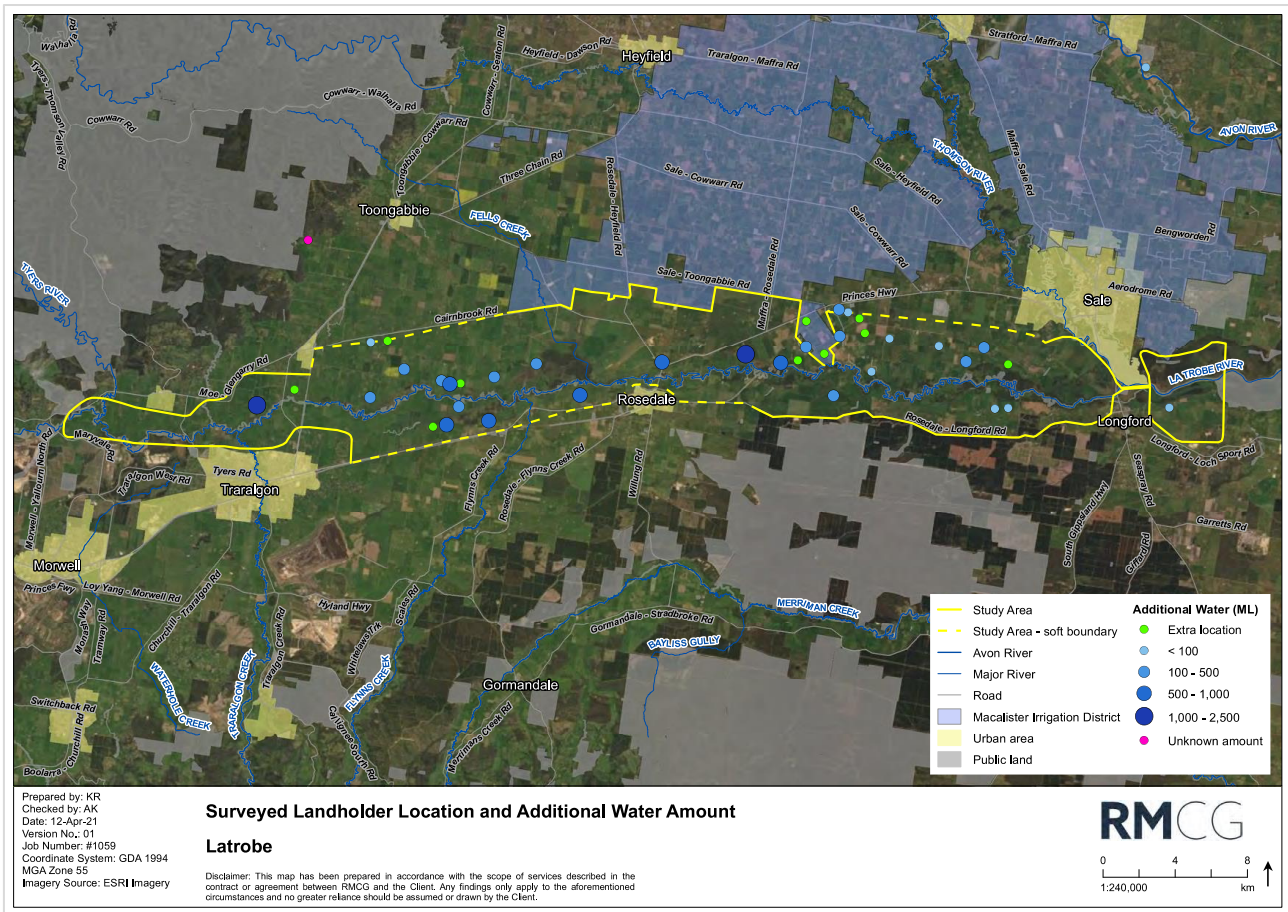 Walhalla Rd
Tyers - Thomson Valley Rd
Cowwarr Rd
Cowwarr - Walhalla Rd
Cowwarr - Seaton Rd
Heyfield - Dawson Rd
Heyfield
Traralgon - Maffra Rd
Stratford - Maffra Rd
AVON RIVER
Toongabbie - Cowwarr Rd
Three Chain Rd
Rosedale - Heyfield Rd
Sale - Cowwarr Rd
Sale - Heyfield Rd
THOMSON RIVER
Maffra - Sale Rd
Toongabbie
FELLS CREEK
Sale - Cowwarr Rd
Bengworden Rd
TYERS RIVER
Sale - Toongabbie Rd
Maffra - Rosedale Rd
Princes Hwy
Aerodrome Rd
Sale
Cairnbrook Rd
Moe - Glengarry Rd
LA TROBE RIVER
Rosedale
Rosedale - Longford Rd
Longford
Longford - Loch Sport Rd
Morwell - Yallourn North Rd
Maryvale Rd
Traralgon West Rd
Tyers Rd
Traralgon
Flynns Creek Rd
Rosedale - Flynns Creek Rd
Willung Rd
South Gippsland Hwy
Seaspray Rd
Garretts Rd
Giffard Rd
Morwell
Princes Fwy
Loy Yang - Morwell Rd
Monash Way
Tramway Rd
Churchill - Traralgon Rd
Hyland Hwy
Traralgon Creek Rd
Whitelaws Trk
Scales Rd
Gormandale - Stradbroke Rd
MERRIMAN CREEK
BAYLISS GULLY
Gormandale
WATERHOLE CREEK
TRARALGON CREEK
FLYNNS CREEK
Callignee South Rd
Merrimans Creek Rd
Switchback Rd
Boolarra - Churchill Rd
Study Area
Study Area - soft boundary
Avon River
Major River
Road
Macalister Irrigation District
Urban area
Public land
Additional Water (ML)
Extra location
< 100
100 - 500
500 - 1,000
1,000 - 2,500
Unknown amount
Prepared by: KR
Checked by: AK
Date: 12-Apr-21
Version No.: 01
Job Number: #1059
Coordinate System: GDA 1994
MGA Zone 55
Imagery Source: ESRI Imagery
Surveyed Landholder Location and Additional Water Amount
Latrobe
Disclaimer: This map has been prepared in accordance with the scope of services described in the
contract or agreement between RMCG and the Client. Any findings only apply to the aforementioned
circumstances and no greater reliance should be assumed or drawn by the Client.
RMCG
0 4 8
1:240,000 km